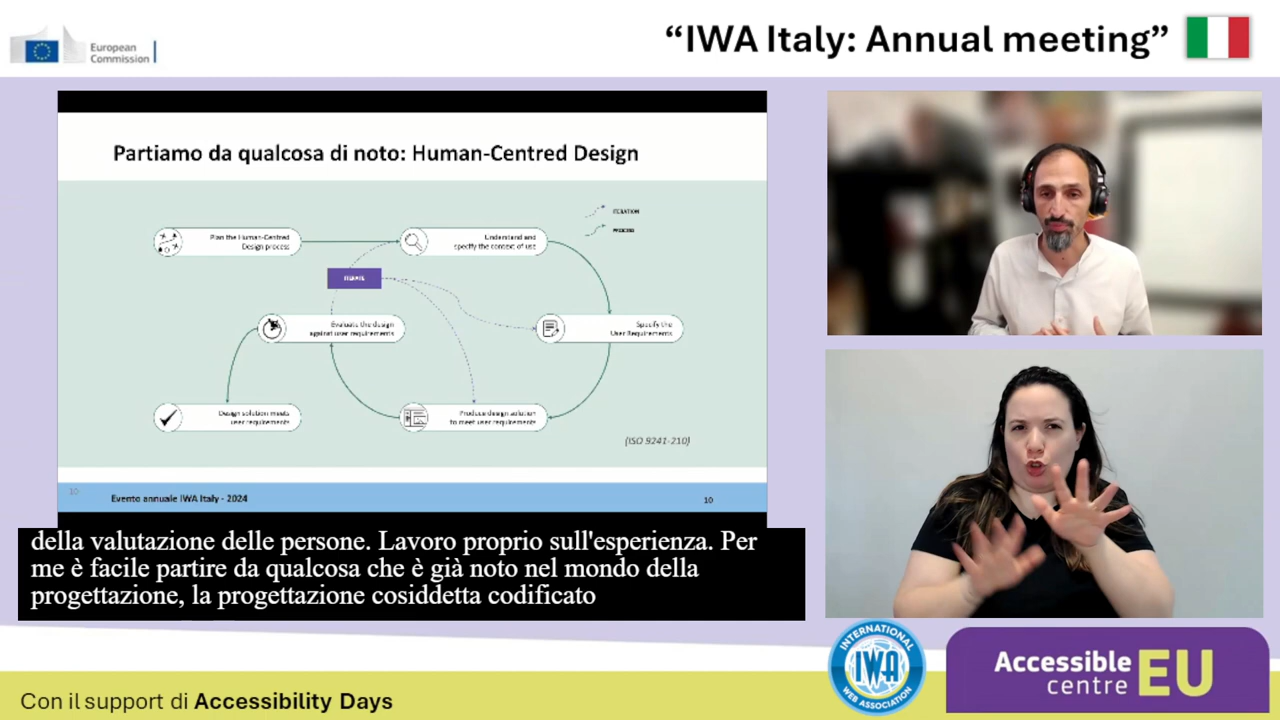 European
Commission
“IWA Italy: Annual meeting”
Partiamo da qualcosa di noto: Human-Centred Design
ITERATION
PROCESS
Plan the Human-Centred
Design process
Understand and
specify the context of use
ITERATE
Evaluate the design
against user requirements
Specify the
User Requirements
Design solution meets
user requirements
Produce design solution
to meet user requirements
(ISO 9241-210)
10
Evento annuale IWA Italy - 2024
10
della valutazione delle persone. Lavoro proprio sull'esperienza. Per
me è facile partire da qualcosa che è già noto nel mondo della
progettazione, la progettazione cosiddetta codificato
INTERNATIONAL
IWA
WEB ASSOCIATION
Accessible
centre
EU
Con il support di Accessibility Days